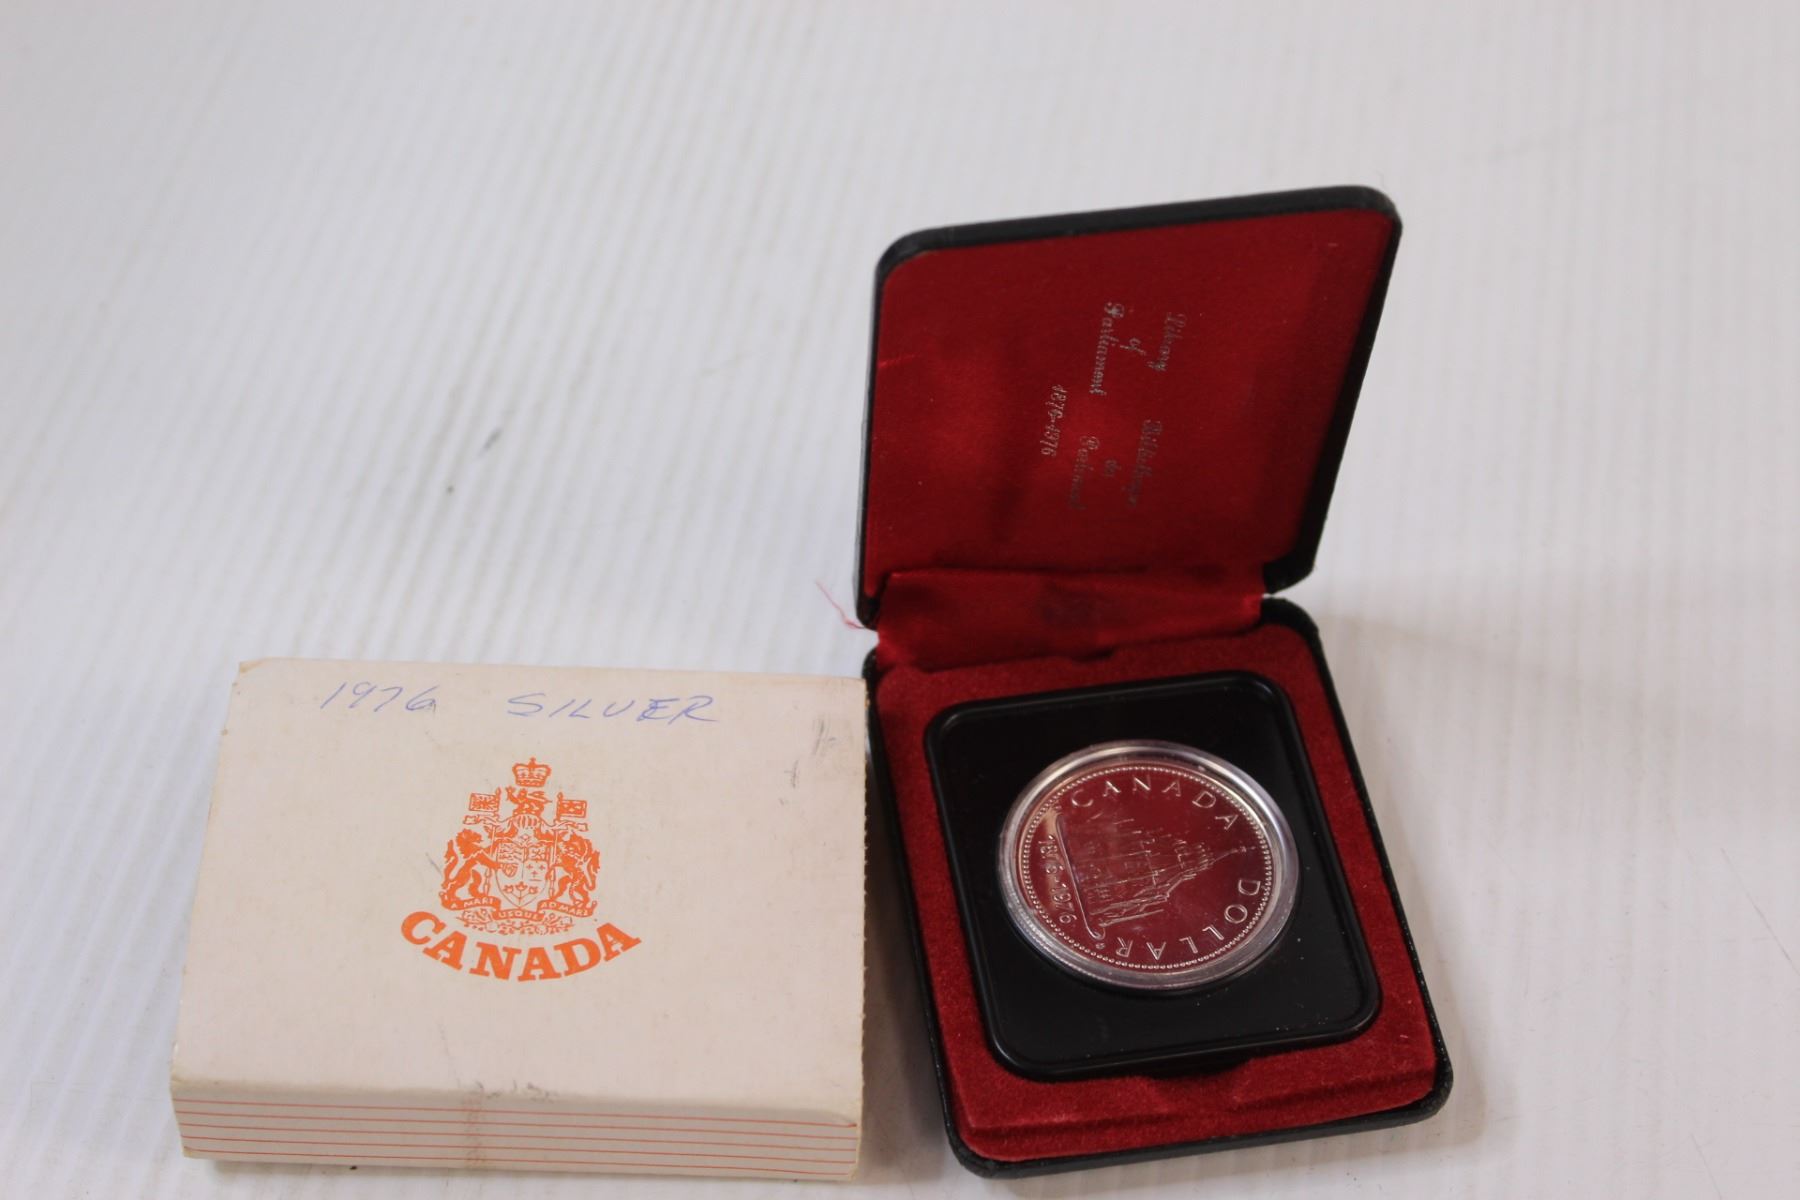 1976 SILVER
A MARI USQUE AD MARE
CANADA
Library
of
Parliament
Bibliothèque
du
Parlement
1876-1976
CANADA
DOLLAR
1876-1976